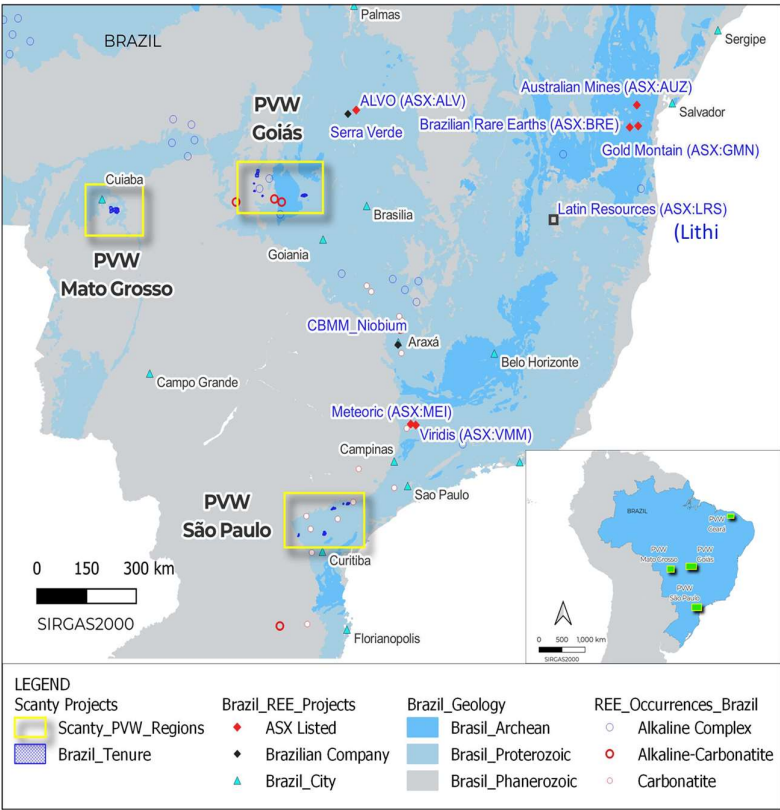 Palmas
BRAZIL
Sergipe
PVW
Goiás
ALVO (ASX:ALV)
Serra Verde
Australian Mines (ASX:AUZ)
Salvador
Brazilian Rare Earths (ASX:BRE)
Gold Montain (ASX:GMN)
Cuiaba
Brasilia
Latin Resources (ASX:LRS)
(Lithi
Goiania
PVW
Mato Grosso
CBMM_Niobium
Araxá
Belo Horizonte
Campo Grande
Meteoric (ASX:MEI)
Viridis (ASX:VMM)
Campinas
Sao Paulo
PVW
São Paulo
Curitiba
0 150 300 km
SIRGAS2000
Florianopolis
BRAZIL
PVW
Ceará
PVW
Mato Grosso
PVW
Goiás
PVW
São Paulo
0 500 1,000 km
SIRGAS2000
LEGEND
Scanty Projects
Scanty_PVW_Regions
Brazil_Tenure
Brazil_REE_Projects
ASX Listed
Brazilian Company
Brazil_City
Brazil_Geology
Brasil_Archean
Brasil_Proterozoic
Brasil_Phanerozoic
REE_Occurrences_Brazil
Alkaline Complex
Alkaline-Carbonatite
Carbonatite